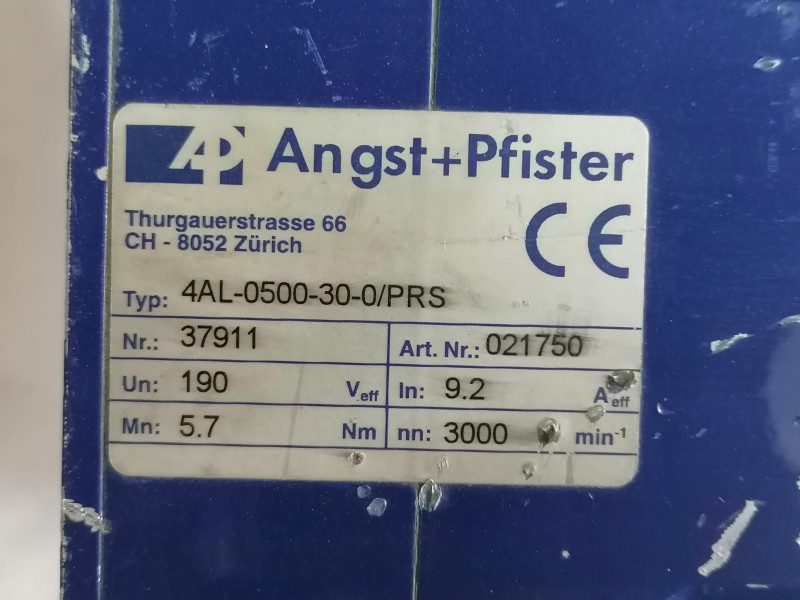 AP Angst+Pfister
Thurgauerstrasse 66
CH - 8052 Zürich
CE
Typ: 4AL-0500-30-0/PRS
Nr.: 37911 Art. Nr.: 021750
Un: 190 Veff In: 9.2 Aeff
Mn: 5.7 Nm nn: 3000 min-1